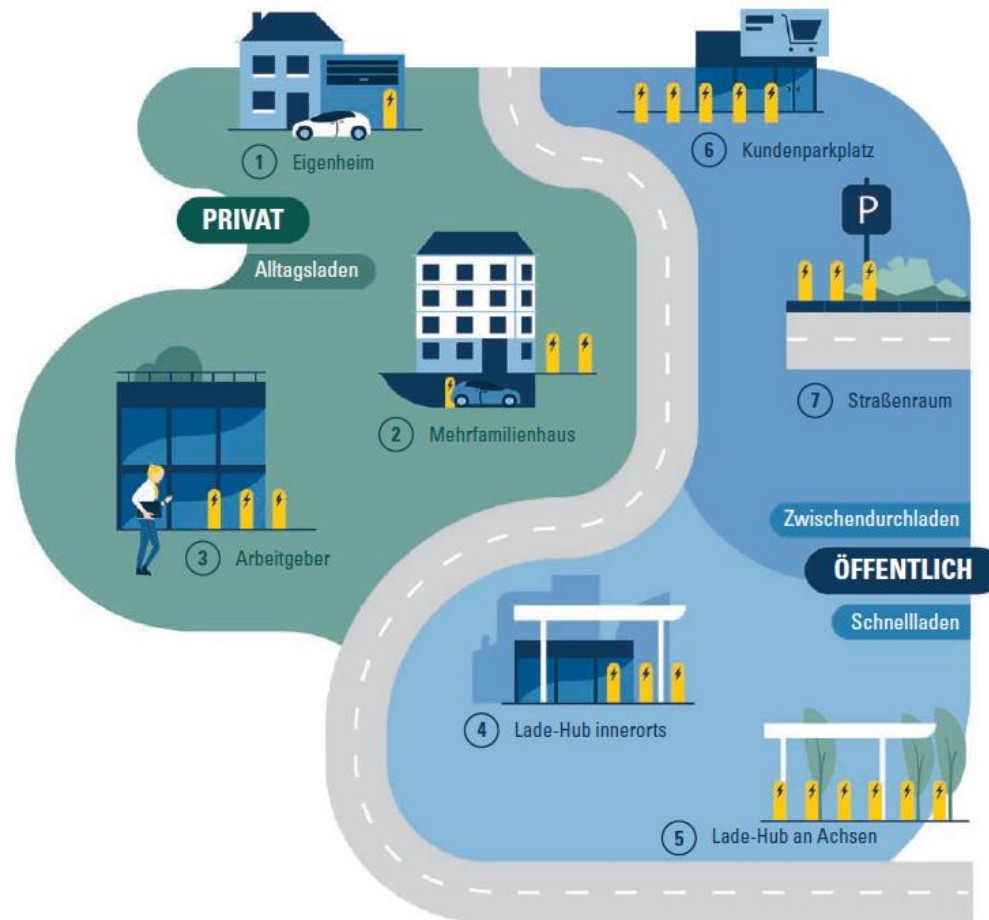 1 Eigenheim
PRIVAT
Alltagsladen
2 Mehrfamilienhaus
3 Arbeitgeber
6 Kundenparkplatz
P
7 Straßenraum
Zwischendurchladen
ÖFFENTLICH
Schnellladen
4 Lade-Hub innerorts
5 Lade-Hub an Achsen